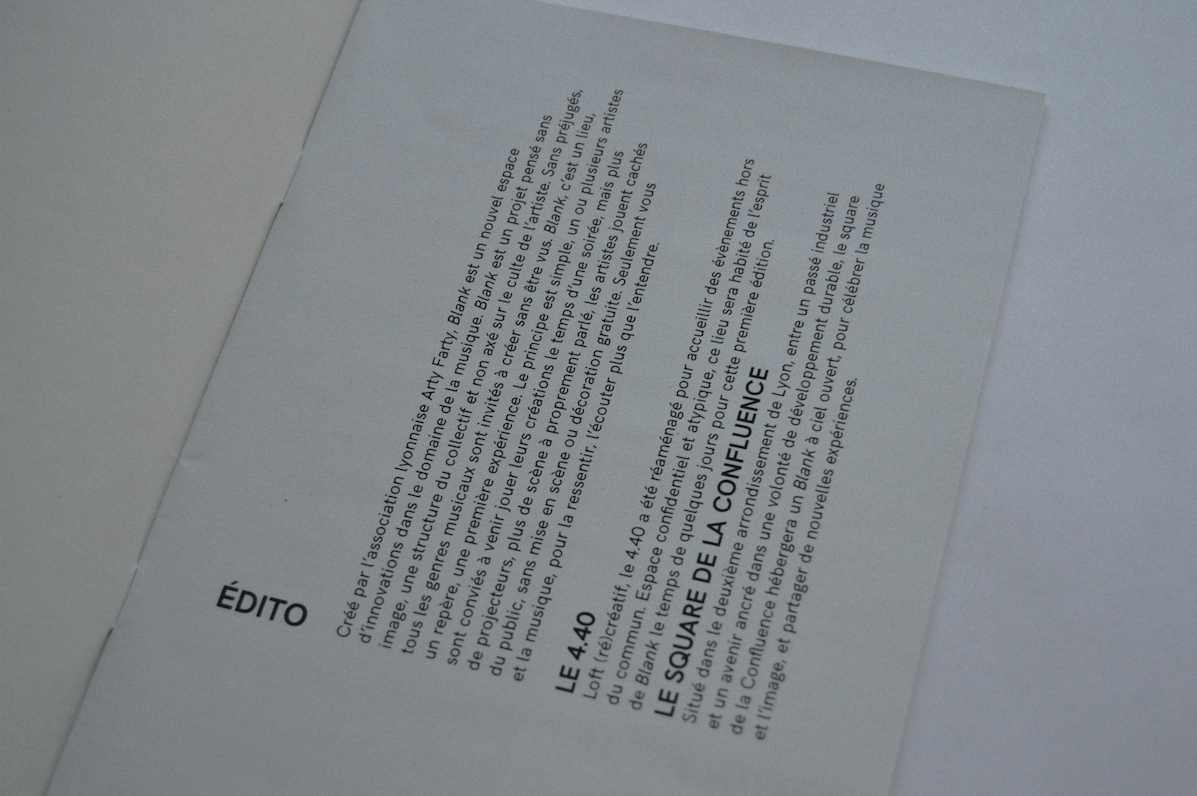 ÉDITO
Créé par l'association lyonnaise Arty Farty, Blank est un nouvel espace
d'innovations dans le domaine de la musique. Blank est un projet pensé sans
image, une structure du collectif et non axé sur le culte de l'artiste. Sans préjugés,
tous les genres musicaux sont invités à créer sans être vus. Blank, c'est un lieu,
un repère, une première expérience. Le principe est simple, un ou plusieurs artistes
sont conviés à venir jouer leurs créations le temps d'une soirée, mais plus
de projecteurs, plus de scène à proprement parlé, les artistes jouent cachés
du public, sans mise en scène ou décoration gratuite. Seulement vous
et la musique, pour la ressentir, l'écouter plus que l'entendre.
LE 4.40
Loft (ré)créatif, le 4.40 a été réaménagé pour accueillir des évènements hors
du commun. Espace confidentiel et atypique, ce lieu sera habité de l'esprit
de Blank le temps de quelques jours pour cette première édition.
LE SQUARE DE LA CONFLUENCE
Situé dans le deuxième arrondissement de Lyon, entre un passé industriel
et un avenir ancré dans une volonté de développement durable, le square
de la Confluence hébergera un Blank à ciel ouvert, pour célébrer la musique
et l'image, et partager de nouvelles expériences.